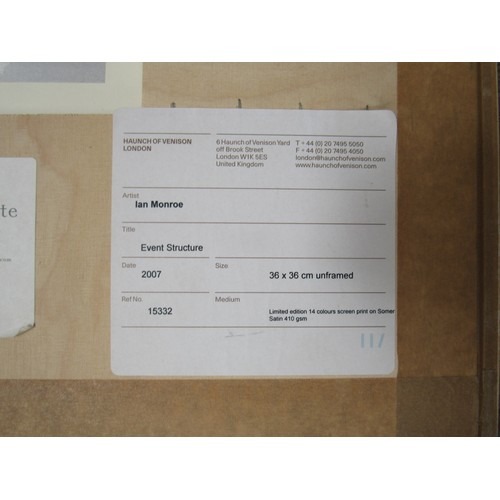 HAUNCH OF VENISON
LONDON
6 Haunch of Venison Yard
off Brook Street
London W1K 5ES
United Kingdom
T + 44 (0) 20 7495 5050
F + 44 (0) 20 7495 4050
london@haunchofvenison.com
www.haunchofvenison.com
Artist
Ian Monroe
Title
Event Structure
Date
2007
Size
36 x 36 cm unframed
Ref No.
15332
Medium
Limited edition 14 colours screen print on Somer
Satin 410 gsm
te